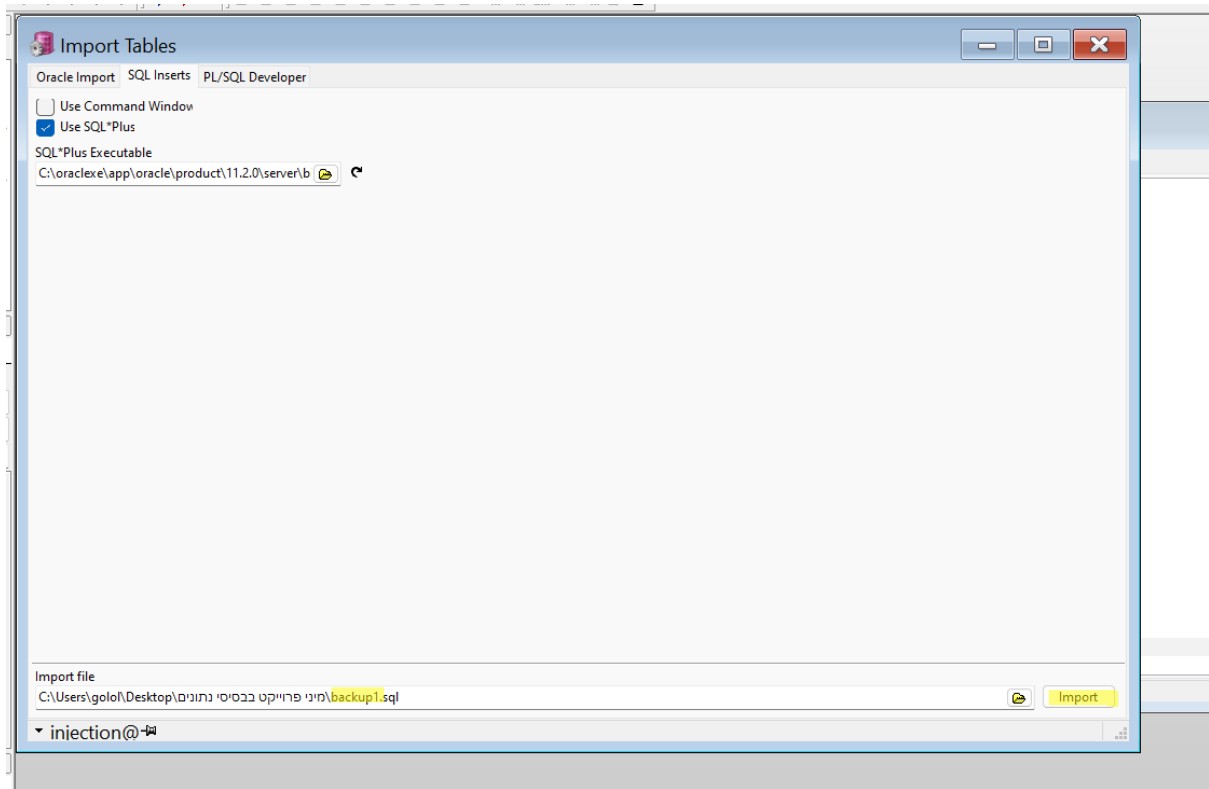 Import Tables
Oracle Import SQL Inserts PL/SQL Developer
Use Command Window
Use SQL*Plus
SQL*Plus Executable
C:\oraclexe\app\oracle\product\11.2.0\server\b
Import file
C:\Users\golol\Desktop\מיני פרוייקט בבסיסי נתונים\backup1.sql
Import
injection@